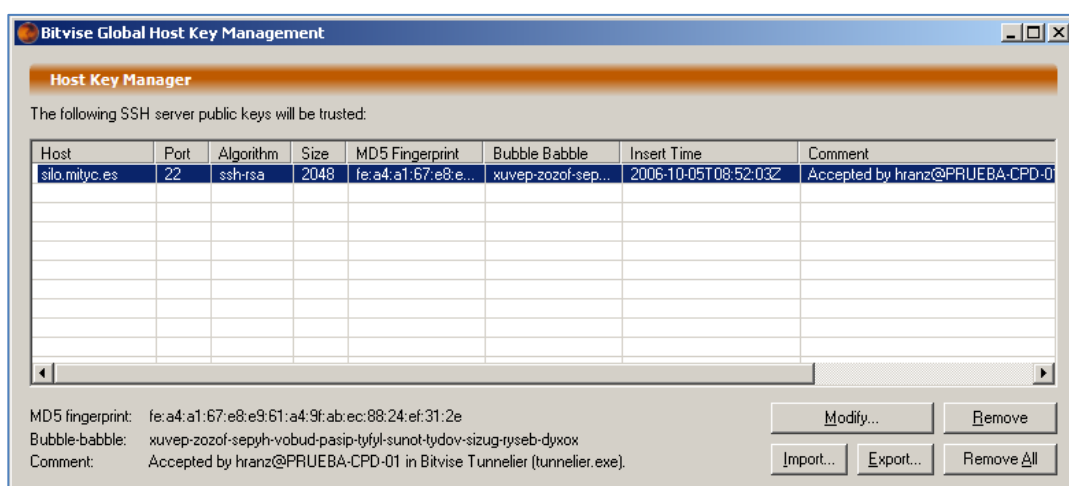 Bitvise Global Host Key Management
Host Key Manager
The following SSH server public keys will be trusted:
Host Port Algorithm Size MD5 Fingerprint Bubble Babble Insert Time Comment
silo.mityc.es 22 ssh-rsa 2048 fe:a4:a1:67:e8:e... xuvep-zozof-sep... 2006-10-05T08:52:03Z Accepted by hranz@PRUEBA-CPD-01
MD5 fingerprint: fe:a4:a1:67:e8:e9:61:a4:9f:ab:ec:88:24:ef:31:2e
Modify... Remove
Bubble-babble: xuvep-zozof-sepyh-vobud-pasip-tyfyl-sunot-tydov-sizug-ryseb-dyxox
Comment: Accepted by hranz@PRUEBA-CPD-01 in Bitvise Tunnelier (tunnelier.exe).
Import... Export... Remove All